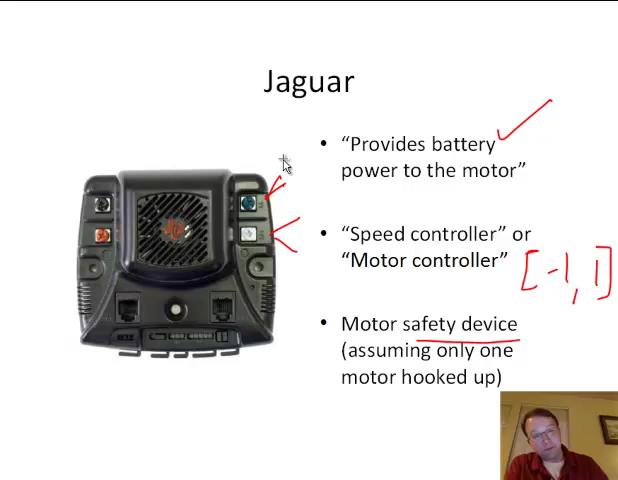 Jaguar
• “Provides battery
power to the motor”
• “Speed controller” or
“Motor controller”
[-1, 1]
• Motor safety device
(assuming only one
motor hooked up)